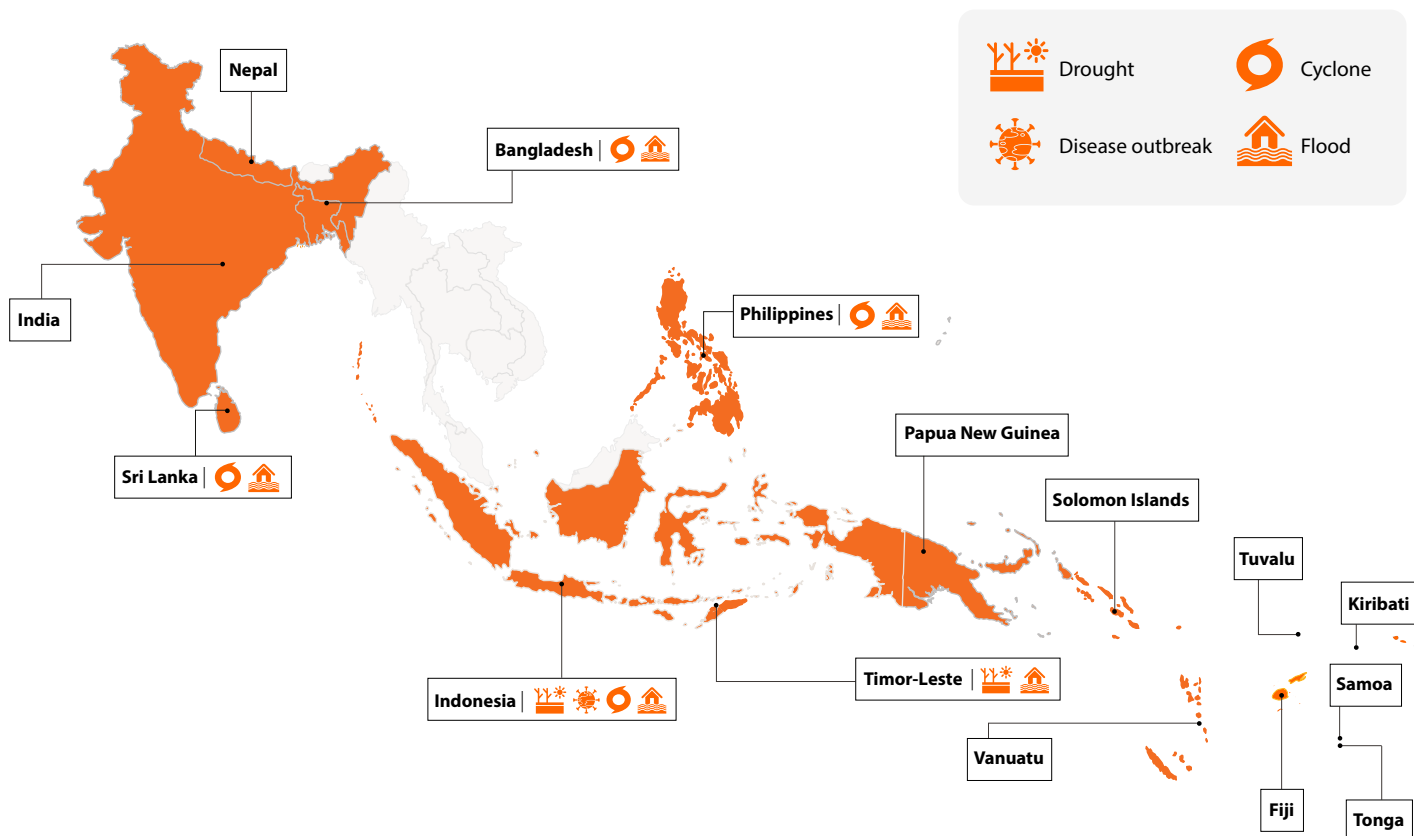 Drought
Cyclone
Disease outbreak
Flood
Nepal
Bangladesh |
India
Philippines |
Sri Lanka |
Papua New Guinea
Solomon Islands
Tuvalu
Kiribati
Timor-Leste |
Samoa
Indonesia |
Vanuatu
Fiji
Tonga